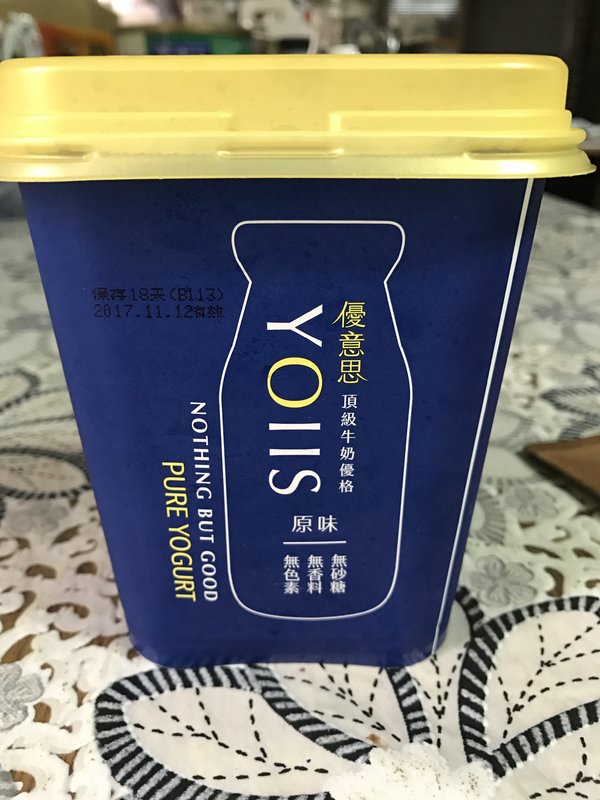 保存18天(B113)
2017.11.12有效
優意思
頂級牛奶優格
YOIIS
原味
無砂糖
無香料
無色素
NOTHING BUT GOOD
PURE YOGURT